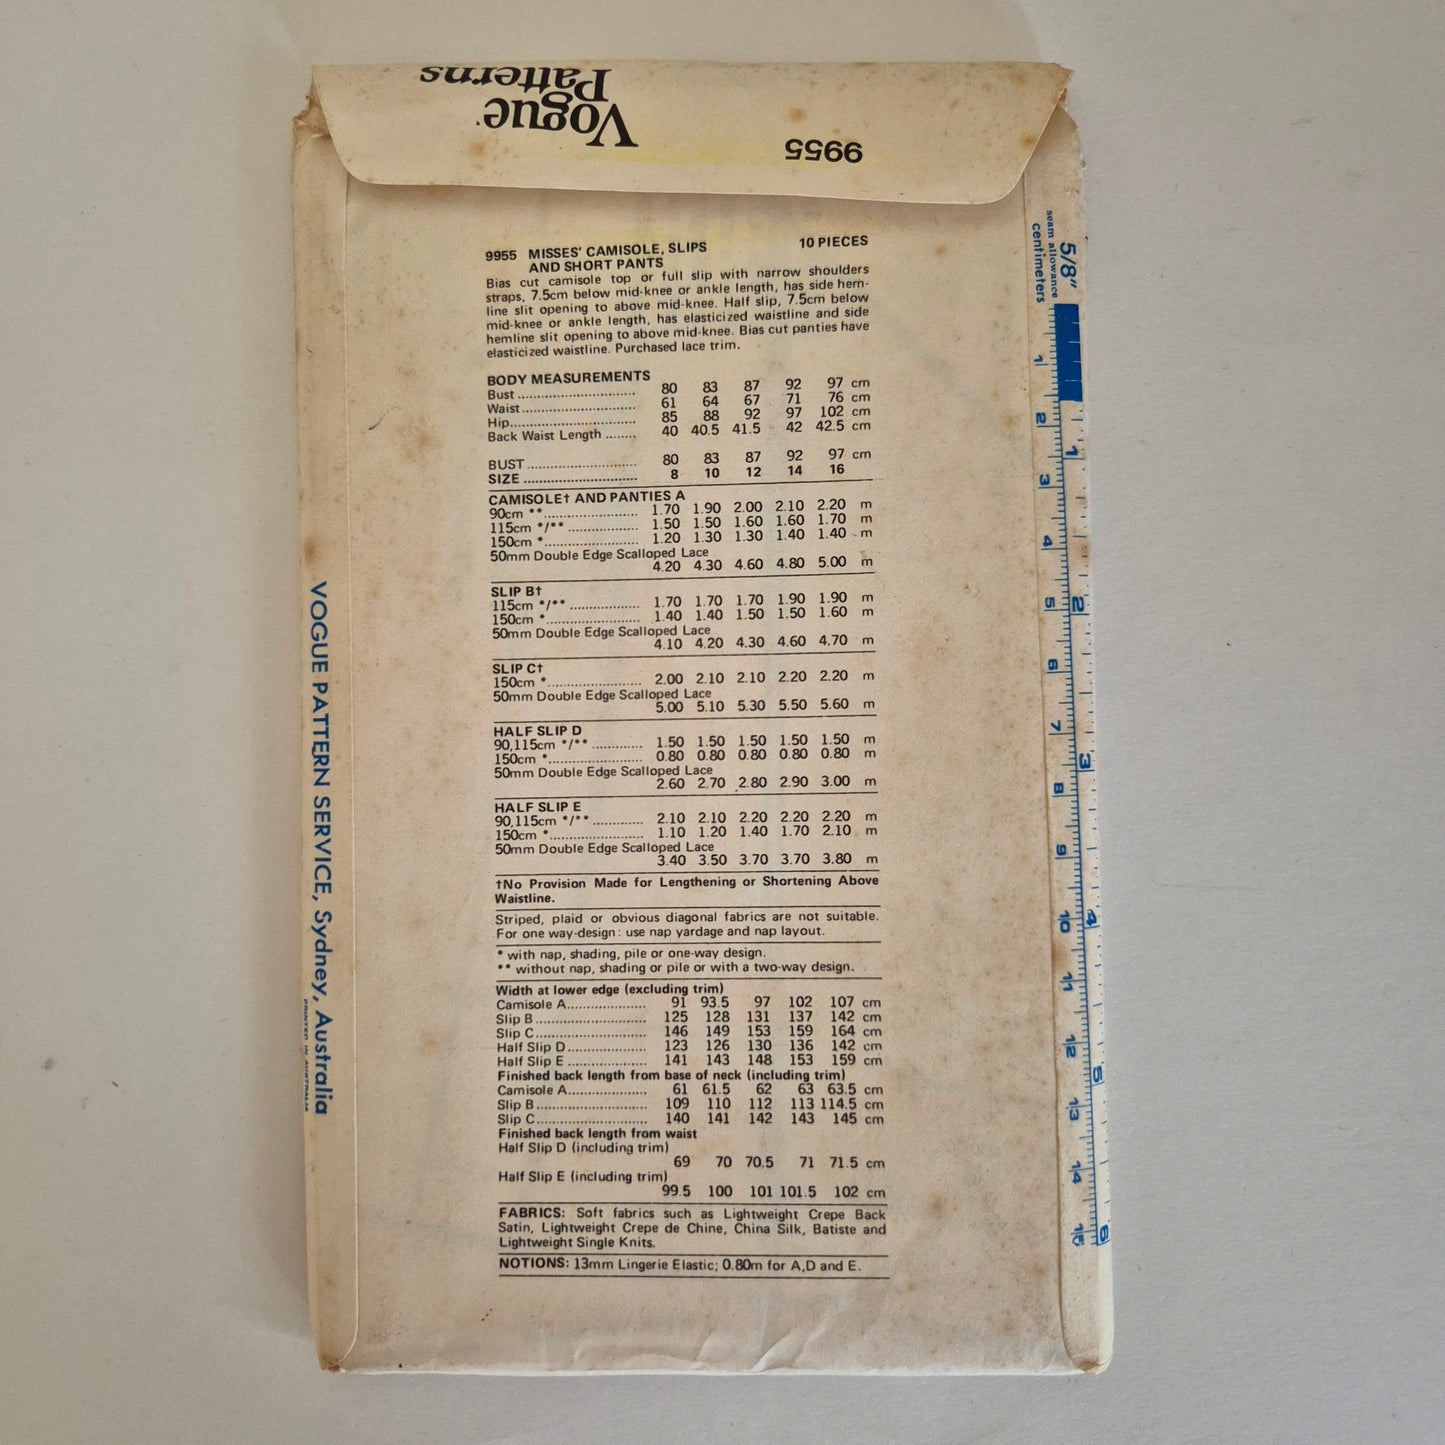 Vogue
Patterns
9955
9955 MISSES' CAMISOLE, SLIPS 10 PIECES
AND SHORT PANTS
Bias cut camisole top or full slip with narrow shoulders
straps, 7.5cm below mid-knee or ankle length, has side hem-
line slit opening to above mid-knee. Half slip, 7.5cm below
mid-knee or ankle length, has elasticized waistline and side
hemline slit opening to above mid-knee. Bias cut panties have
elasticized waistline. Purchased lace trim.
BODY MEASUREMENTS
Bust 80 83 87 92 97 cm
Waist 61 64 67 71 76 cm
Hip 85 88 92 97 102 cm
Back Waist Length 40 40.5 41.5 42 42.5 cm
BUST 80 83 87 92 97 cm
SIZE 8 10 12 14 16
CAMISOLE† AND PANTIES A
90cm ** 1.70 1.90 2.00 2.10 2.20 m
115cm */** 1.50 1.50 1.60 1.60 1.70 m
150cm * 1.20 1.30 1.30 1.40 1.40 m
50mm Double Edge Scalloped Lace
4.20 4.30 4.60 4.80 5.00 m
SLIP B†
115cm */** 1.70 1.70 1.70 1.90 1.90 m
150cm * 1.40 1.40 1.50 1.50 1.60 m
50mm Double Edge Scalloped Lace
4.10 4.20 4.30 4.60 4.70 m
SLIP C†
150cm * 2.00 2.10 2.10 2.20 2.20 m
50mm Double Edge Scalloped Lace
5.00 5.10 5.30 5.50 5.60 m
HALF SLIP D
90,115cm */** 1.50 1.50 1.50 1.50 1.50 m
150cm * 0.80 0.80 0.80 0.80 0.80 m
50mm Double Edge Scalloped Lace
2.60 2.70 2.80 2.90 3.00 m
HALF SLIP E
90,115cm */** 2.10 2.10 2.20 2.20 2.20 m
150cm * 1.10 1.20 1.40 1.70 2.10 m
50mm Double Edge Scalloped Lace
3.40 3.50 3.70 3.70 3.80 m
†No Provision Made for Lengthening or Shortening Above
Waistline.
Striped, plaid or obvious diagonal fabrics are not suitable.
For one way-design: use nap yardage and nap layout.
* with nap, shading, pile or one-way design.
** without nap, shading or pile or with a two-way design.
Width at lower edge (excluding trim)
Camisole A 91 93.5 97 102 107 cm
Slip B 125 128 131 137 142 cm
Slip C 146 149 153 159 164 cm
Half Slip D 123 126 130 136 142 cm
Half Slip E 141 143 148 153 159 cm
Finished back length from base of neck (including trim)
Camisole A 61 61.5 62 63 63.5 cm
Slip B 109 110 112 113 114.5 cm
Slip C 140 141 142 143 145 cm
Finished back length from waist
Half Slip D (including trim)
69 70 70.5 71 71.5 cm
Half Slip E (including trim)
99.5 100 101 101.5 102 cm
FABRICS: Soft fabrics such as Lightweight Crepe Back
Satin, Lightweight Crepe de Chine, China Silk, Batiste and
Lightweight Single Knits.
NOTIONS: 13mm Lingerie Elastic; 0.80m for A,D and E.
VOGUE PATTERN SERVICE, Sydney, Australia
PRINTED IN AUSTRALIA
5/8"
seam allowance
centimeters
1 2 3 4 5 6 7 8 9 10 11 12 13 14 15
1 2 3 4 5 6